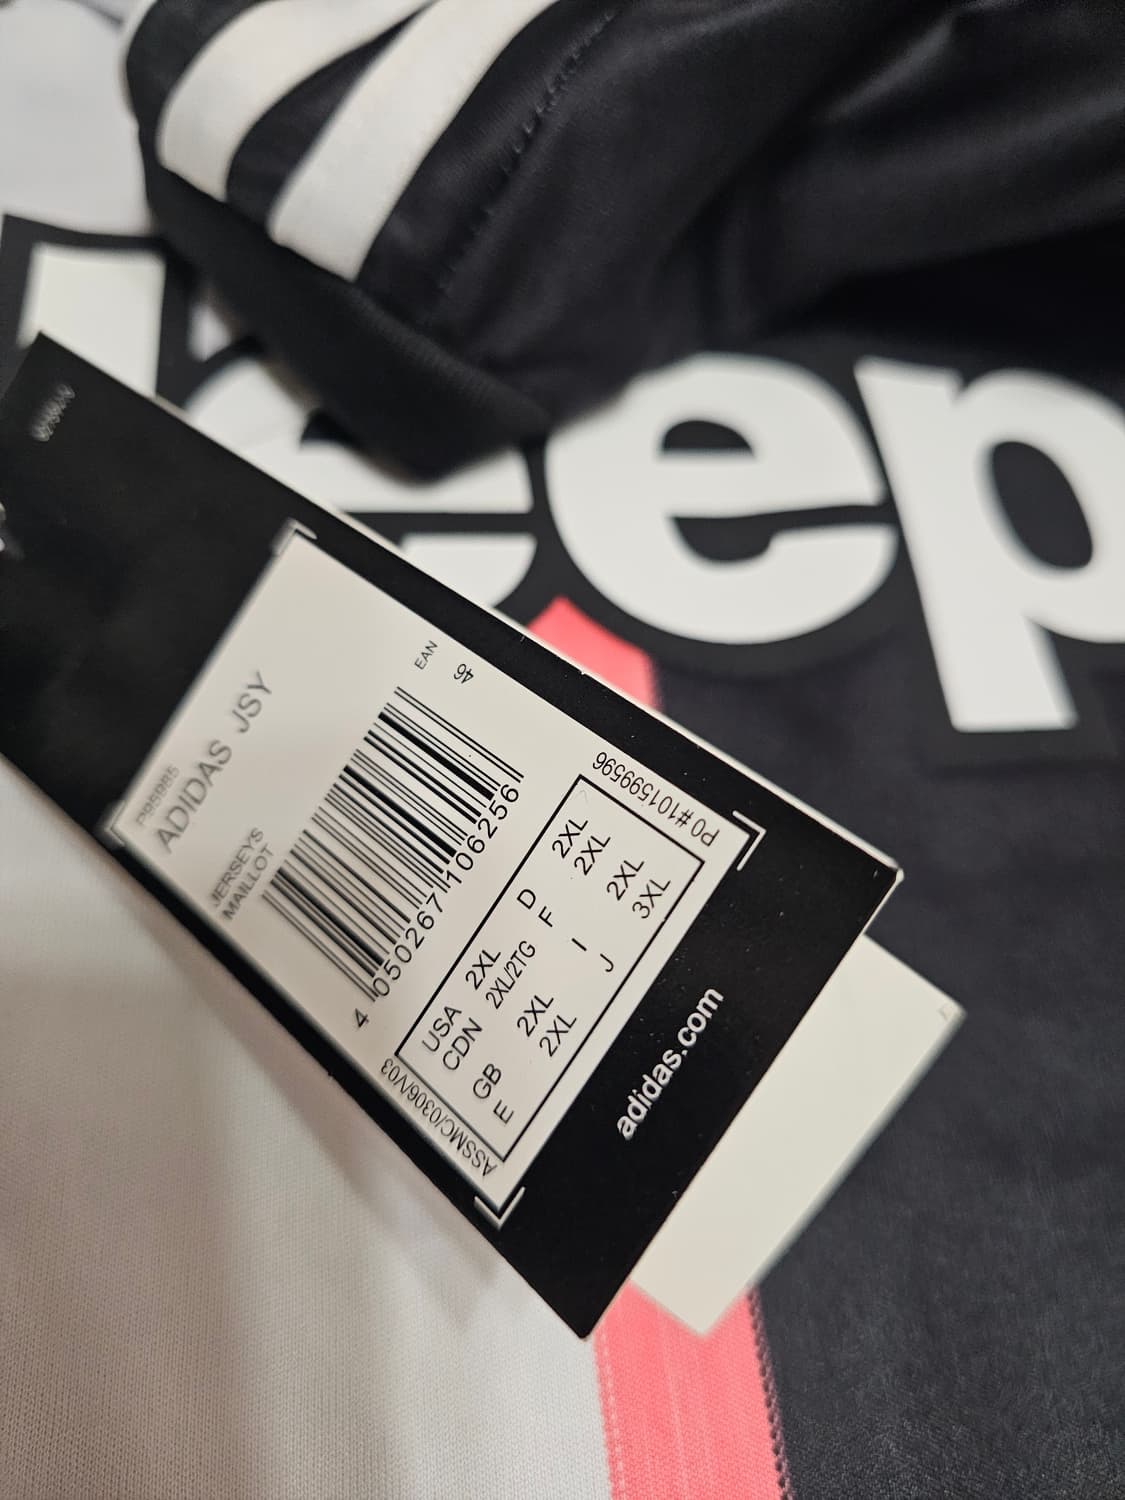 Jeep
P95985
ADIDAS JSY
JERSEYS
MAILLOT
EAN
46
4 050267 106256
ASSMC/0306/V03
PO#101599596
USA 2XL D 2XL
CDN 2XL/2TG F 2XL
GB 2XL I 2XL
E 2XL J 3XL
adidas.com